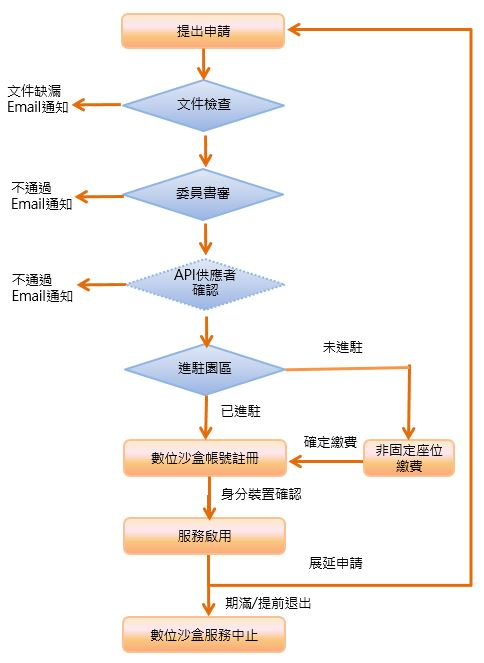 提出申請
文件缺漏
Email通知
文件檢查
不通過
Email通知
委員書審
不通過
Email通知
API供應者
確認
未進駐
進駐園區
已進駐
確定繳費
數位沙盒帳號註冊
非固定座位
繳費
身分裝置確認
服務啟用
展延申請
期滿/提前退出
數位沙盒服務中止